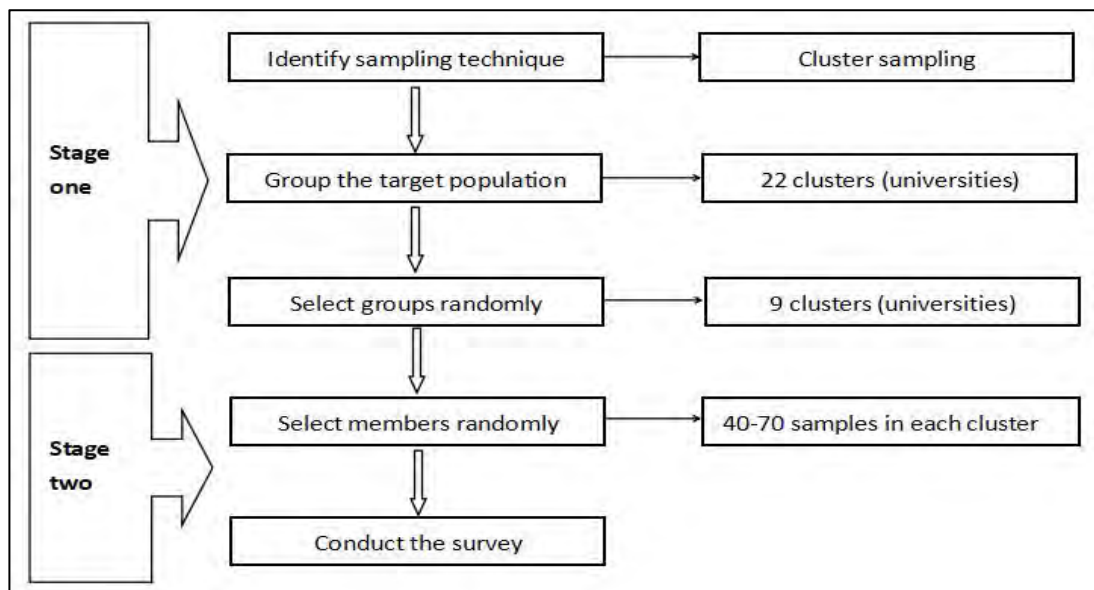 Stage
one
Identify sampling technique
Cluster sampling
Group the target population
22 clusters (universities)
Select groups randomly
9 clusters (universities)
Stage
two
Select members randomly
40-70 samples in each cluster
Conduct the survey